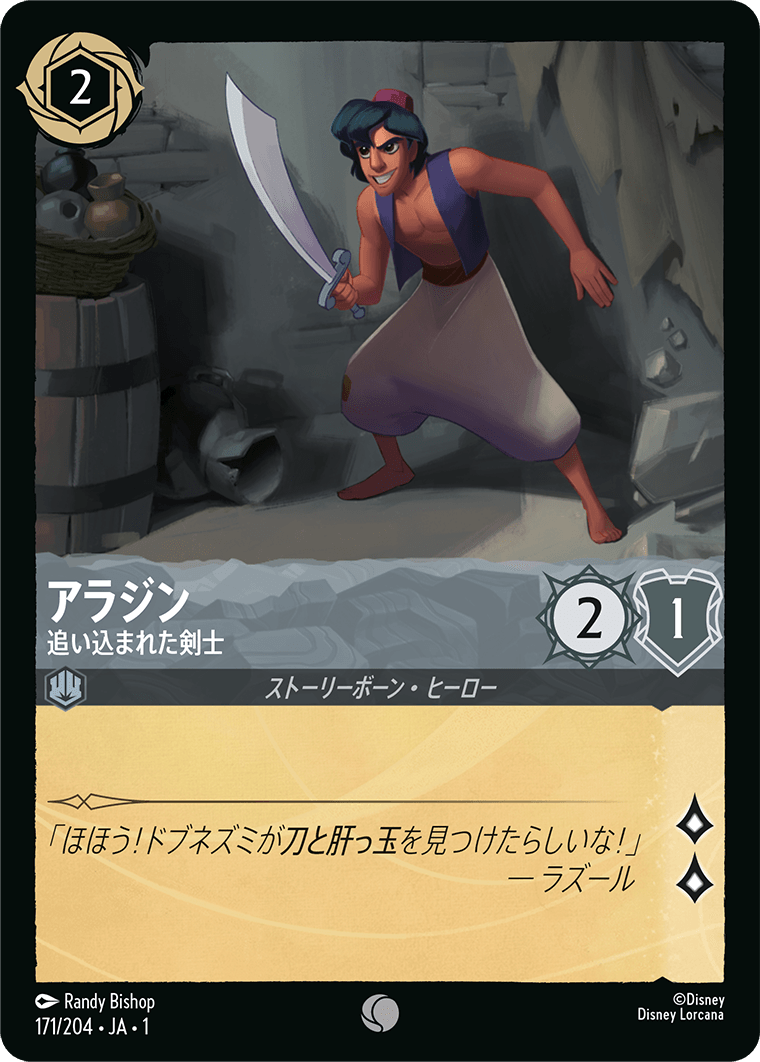 2
アラジン
追い込まれた剣士
2
1
ストーリーボーン・ヒーロー
「ほほう！ドブネズミが刀と肝っ玉を見つけたらしいな！」
― ラズール
Randy Bishop
171/204 • JA • 1
©Disney
Disney Lorcana